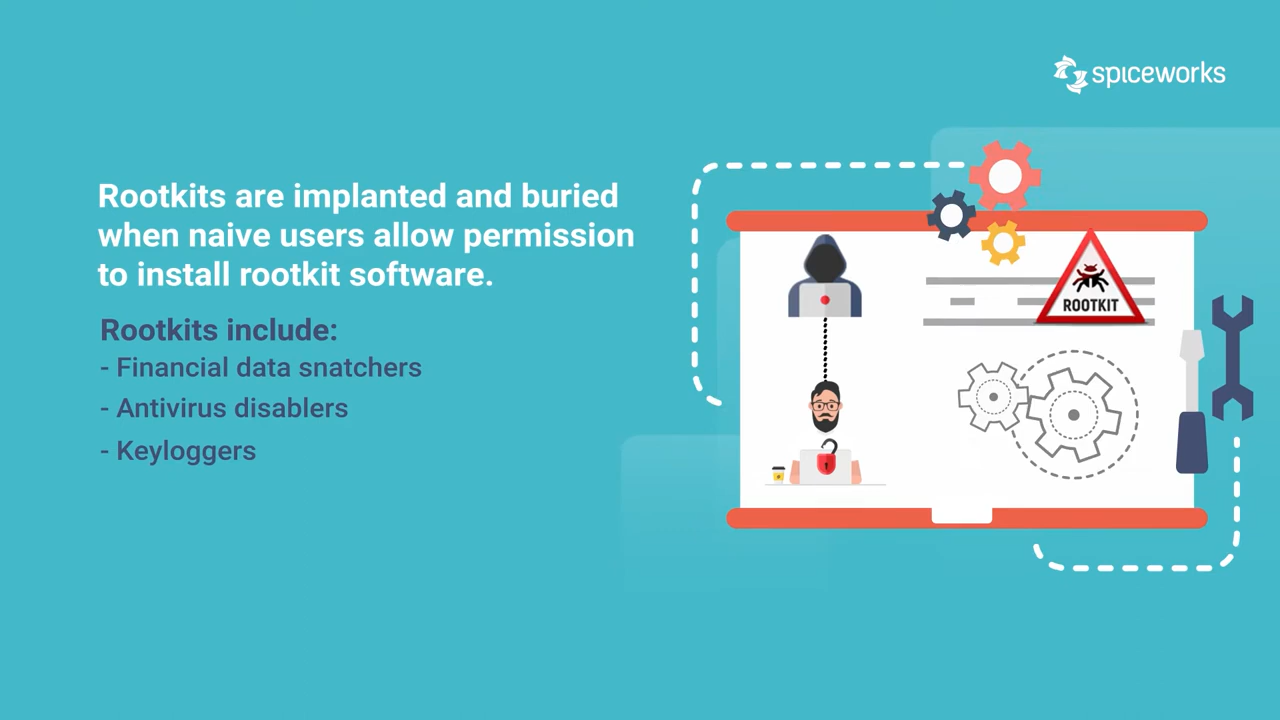 spiceworks
Rootkits are implanted and buried
when naive users allow permission
to install rootkit software.
Rootkits include:
- Financial data snatchers
- Antivirus disablers
- Keyloggers
ROOTKIT